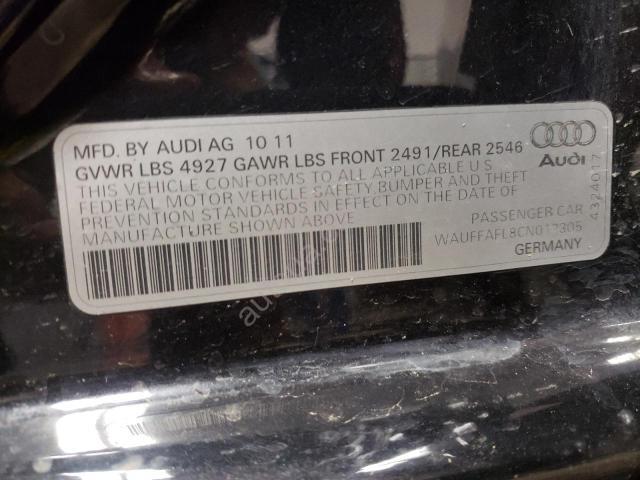 MFD. BY AUDI AG 10 11
GVWR LBS 4927 GAWR LBS FRONT 2491/REAR 2546
THIS VEHICLE CONFORMS TO ALL APPLICABLE U S
FEDERAL MOTOR VEHICLE SAFETY, BUMPER AND THEFT
PREVENTION STANDARDS IN EFFECT ON THE DATE OF
MANUFACTURE SHOWN ABOVE
Audi
PASSENGER CAR
GERMANY
4324017